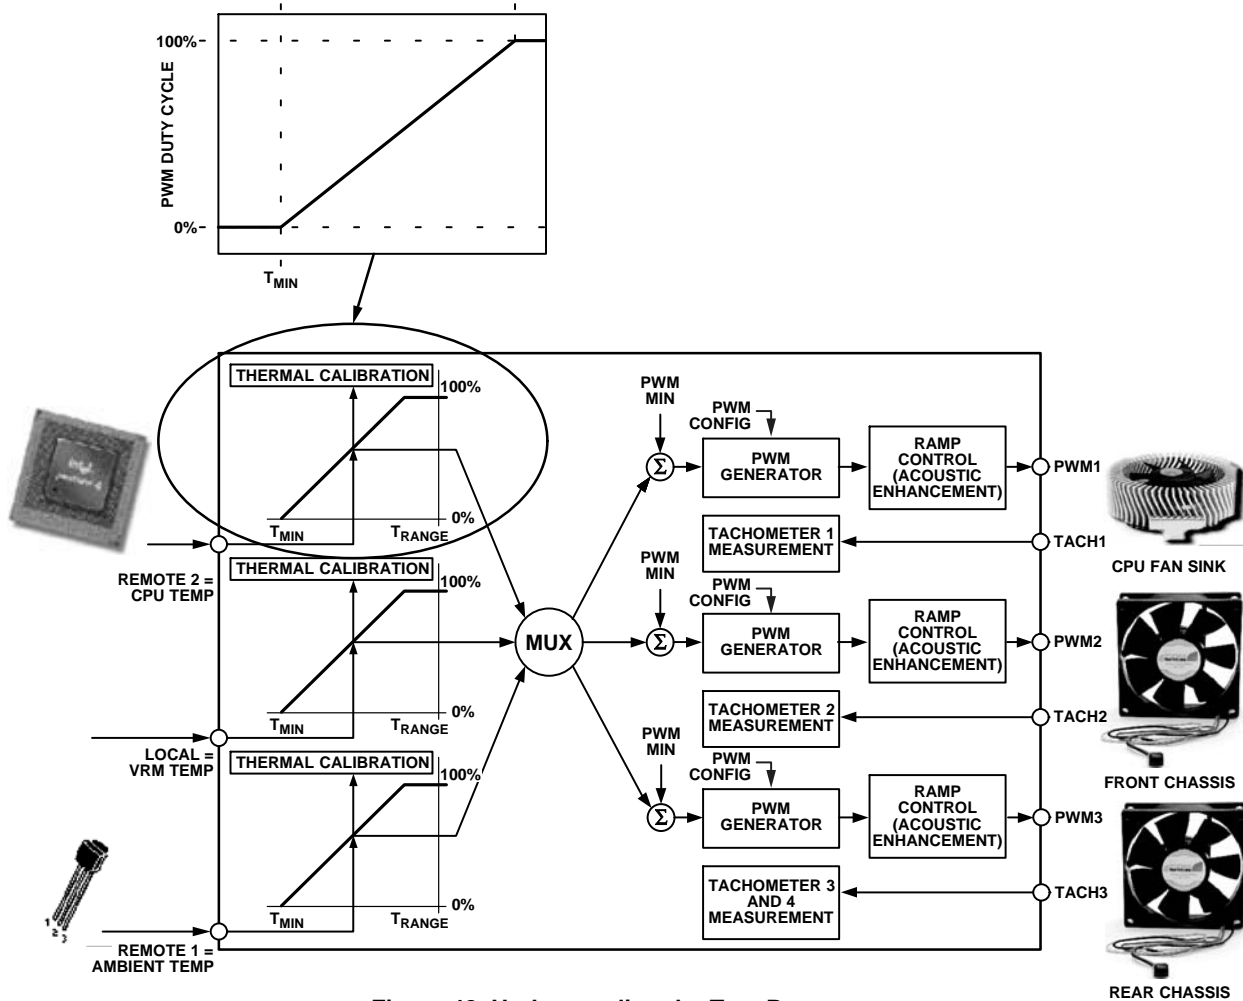 100%
PWM DUTY CYCLE
0%
TMIN
THERMAL CALIBRATION
100%
0%
TMIN
TRANGE
REMOTE 2 =
CPU TEMP
THERMAL CALIBRATION
100%
0%
TMIN
TRANGE
LOCAL =
VRM TEMP
THERMAL CALIBRATION
100%
0%
TMIN
TRANGE
REMOTE 1 =
AMBIENT TEMP
1
2
3
intel
MUX
PWM
MIN
Σ
PWM
CONFIG
PWM
GENERATOR
RAMP
CONTROL
(ACOUSTIC
ENHANCEMENT)
PWM1
TACHOMETER 1
MEASUREMENT
TACH1
CPU FAN SINK
PWM
MIN
Σ
PWM
CONFIG
PWM
GENERATOR
RAMP
CONTROL
(ACOUSTIC
ENHANCEMENT)
PWM2
TACHOMETER 2
MEASUREMENT
TACH2
FRONT CHASSIS
PWM
MIN
Σ
PWM
CONFIG
PWM
GENERATOR
RAMP
CONTROL
(ACOUSTIC
ENHANCEMENT)
PWM3
TACHOMETER 3
AND 4
MEASUREMENT
TACH3
REAR CHASSIS